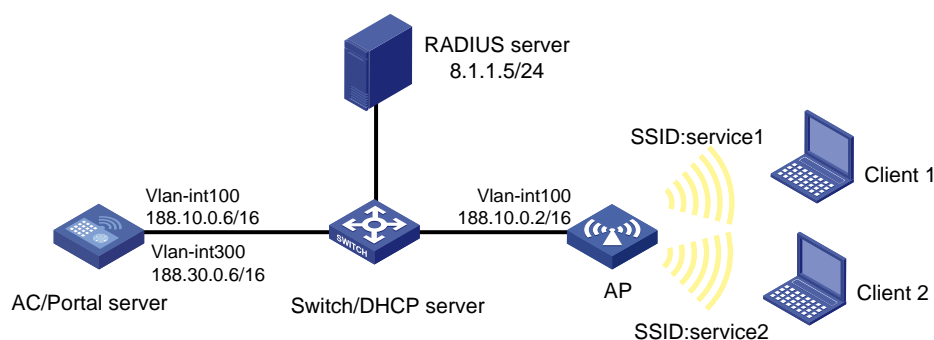 RADIUS server
8.1.1.5/24
SSID:service1
Client 1
Vlan-int100
188.10.0.6/16
Vlan-int100
188.10.0.2/16
SWITCH
Vlan-int300
188.30.0.6/16
AC/Portal server
Switch/DHCP server
AP
Client 2
SSID:service2